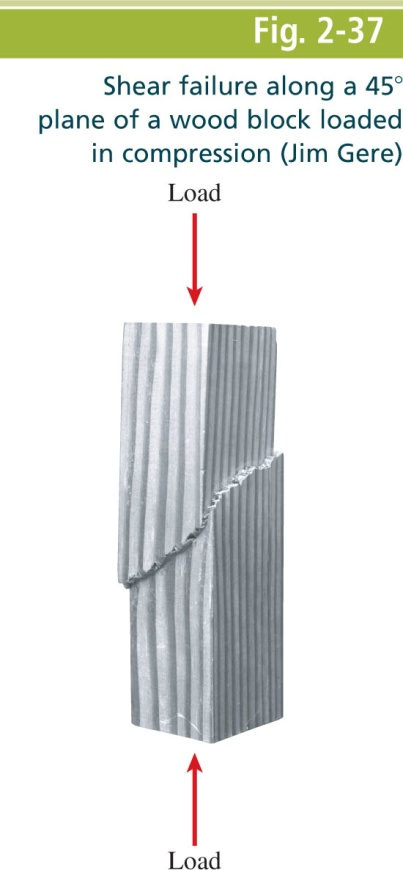 Fig. 2-37
Shear failure along a 45°
plane of a wood block loaded
in compression (Jim Gere)
Load
Load